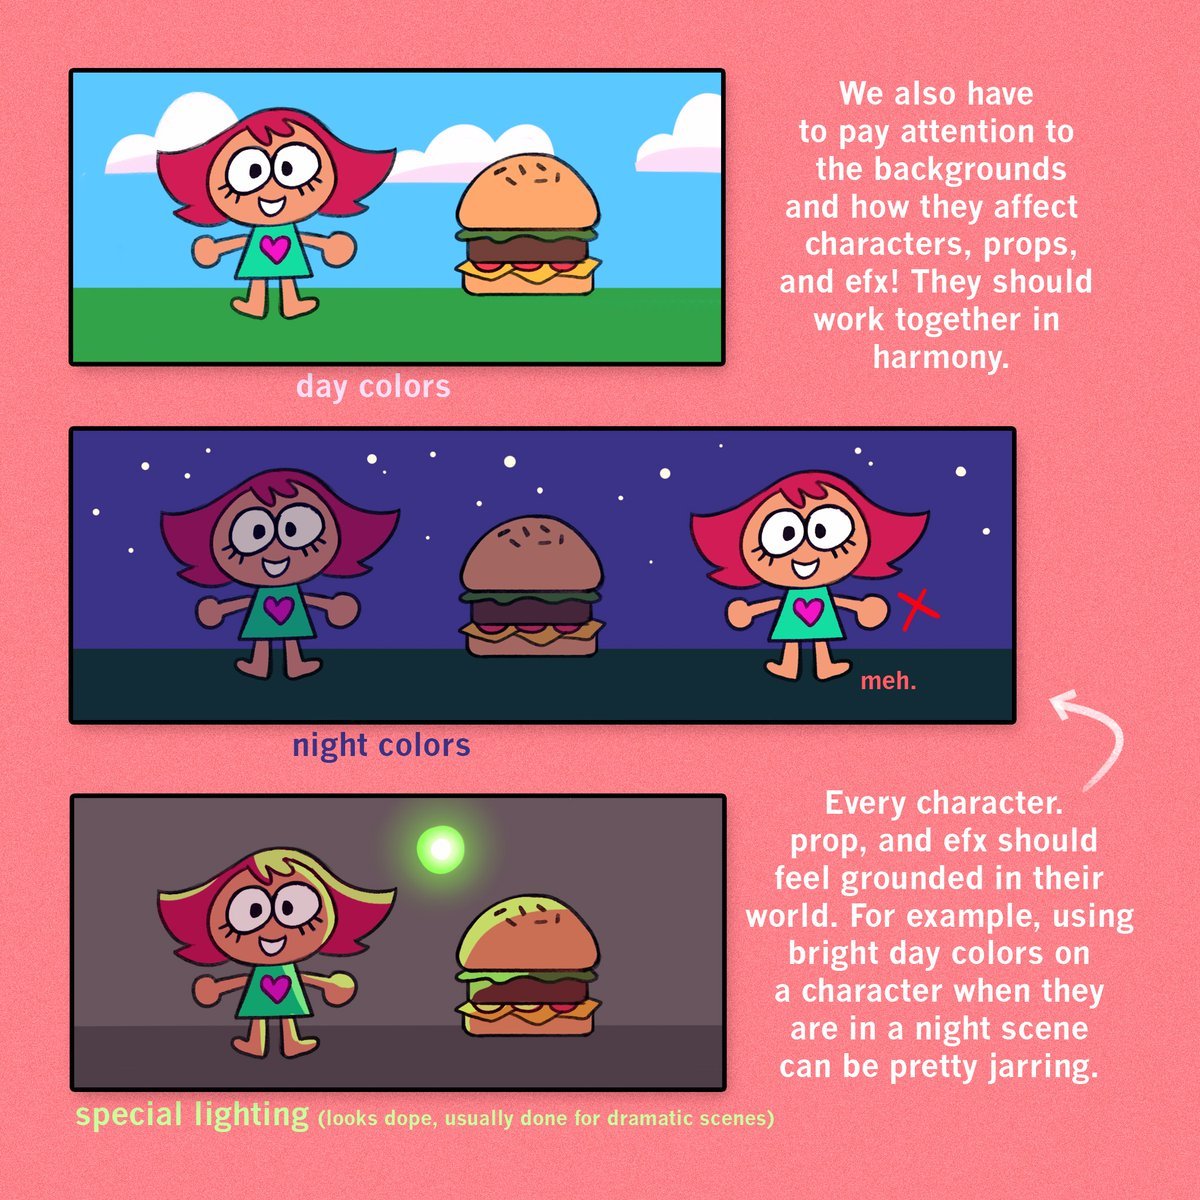 We also have
to pay attention to
the backgrounds
and how they affect
characters, props,
and efx! They should
work together in
harmony.
day colors
meh.
night colors
Every character.
prop, and efx should
feel grounded in their
world. For example, using
bright day colors on
a character when they
are in a night scene
can be pretty jarring.
special lighting (looks dope, usually done for dramatic scenes)